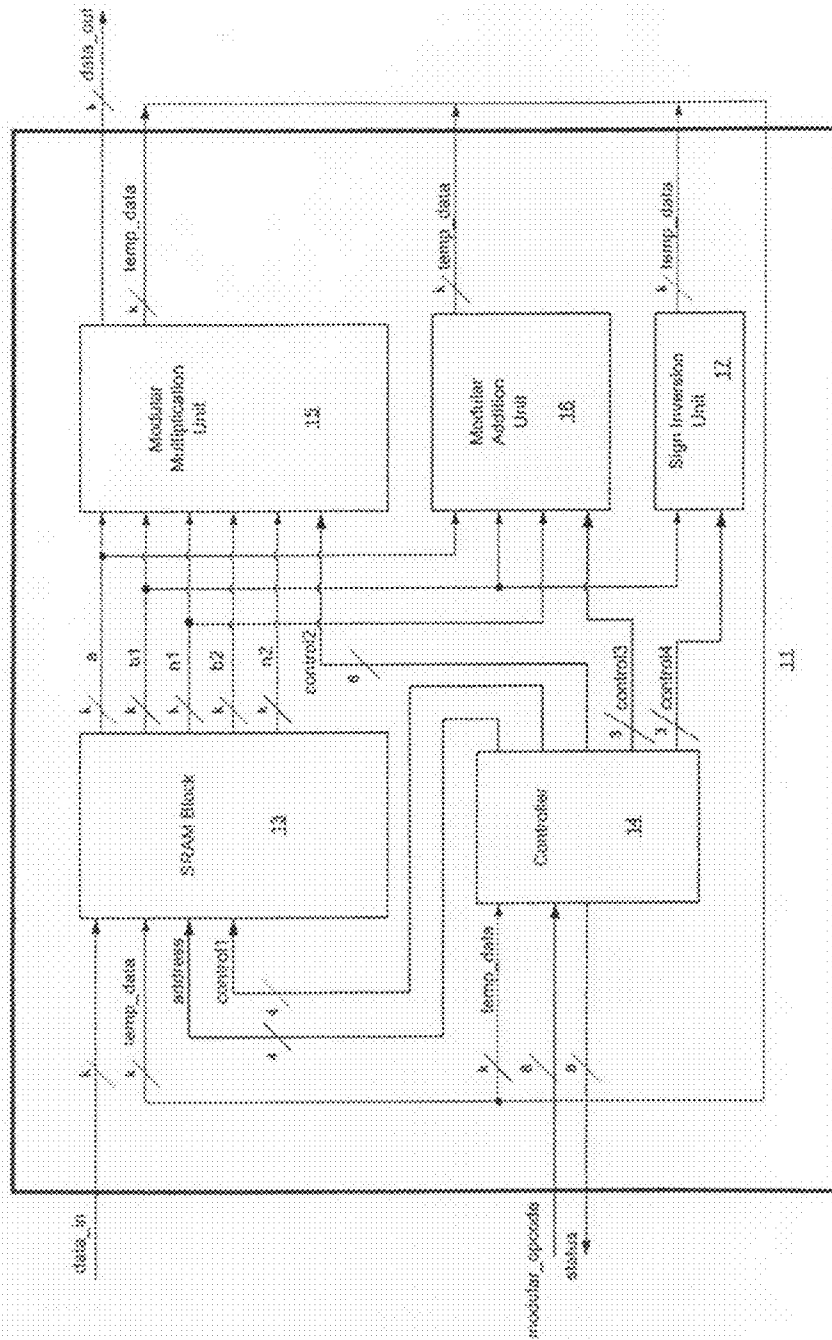 data_in
k
temp_data
k
address
control1
4
4
SRAM Block
13
k
a
k
b1
k
n1
k
b2
k
n2
control2
6
Modular
Multiplication
Unit
15
k
data_out
k
temp_data
modular_opcode
status
temp_data
k
8
Controller
14
3
control3
3
control4
Modular
Addition
Unit
16
k
temp_data
Sign Inversion
Unit
17
k
temp_data
11